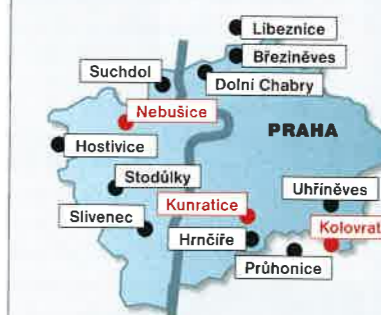 Libeznice
Březiněves
Suchdol
Dolní Chabry
Nebušice
PRAHA
Hostivice
Stodůlky
Uhříněves
Kunratice
Slivenec
Kolovrat
Hrnčíře
Průhonice